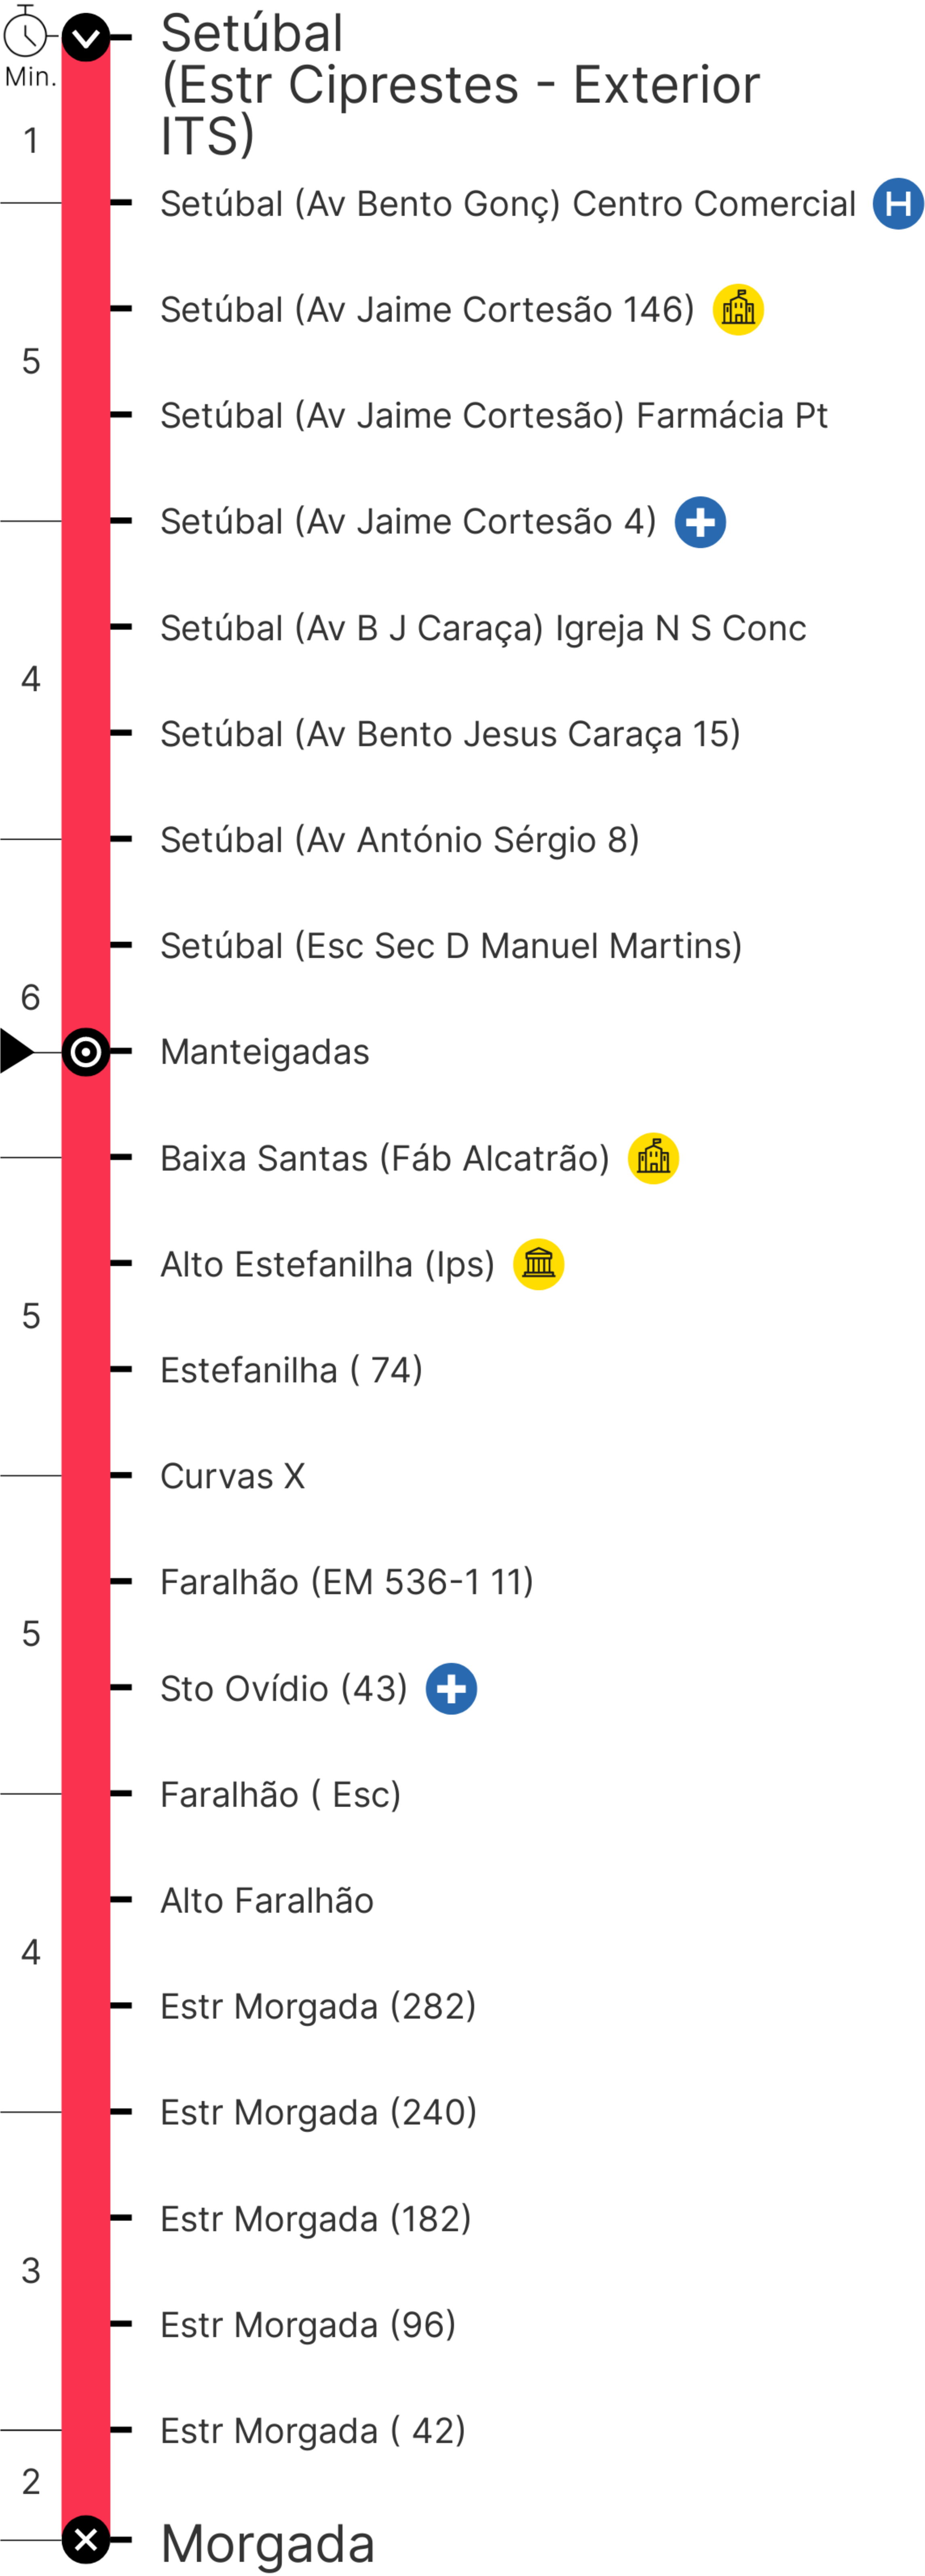 Setúbal
Min.
(Estr Ciprestes - Exterior
1
ITS)
Setúbal (Av Bento Gonç) Centro Comercial H
Setúbal (Av Jaime Cortesão 146)
5
Setúbal (Av Jaime Cortesão) Farmácia Pt
Setúbal (Av Jaime Cortesão 4)
Setúbal (Av B J Caraça) Igreja N S Conc
4
Setúbal (Av Bento Jesus Caraça 15)
Setúbal (Av António Sérgio 8)
Setúbal (Esc Sec D Manuel Martins)
6
Manteigadas
Baixa Santas (Fáb Alcatrão)
Alto Estefanilha (Ips)
5
Estefanilha ( 74)
Curvas X
Faralhão (EM 536-1 11)
5
Sto Ovídio (43)
Faralhão ( Esc)
Alto Faralhão
4
Estr Morgada (282)
Estr Morgada (240)
Estr Morgada (182)
3
Estr Morgada (96)
Estr Morgada ( 42)
2
Morgada